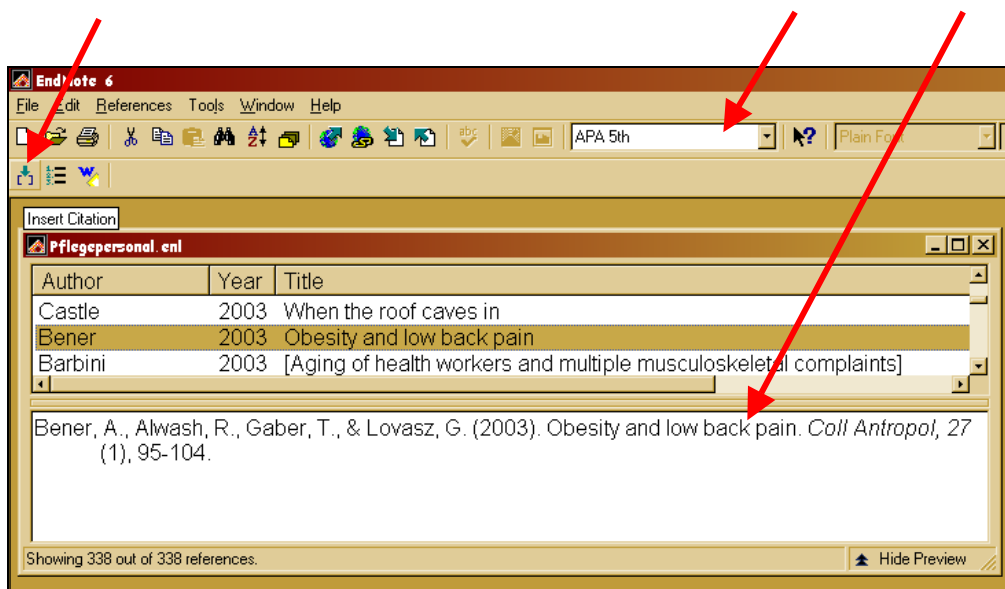 EndNote 6
File Edit References Tools Window Help
abc APA 5th Plain Font
Insert Citation
Pflegepersonal.enl
Author Year Title
Castle 2003 When the roof caves in
Bener 2003 Obesity and low back pain
Barbini 2003 [Aging of health workers and multiple musculoskeletal complaints]
Bener, A., Alwash, R., Gaber, T., & Lovasz, G. (2003). Obesity and low back pain. Coll Antropol, 27
(1), 95-104.
Showing 338 out of 338 references. Hide Preview